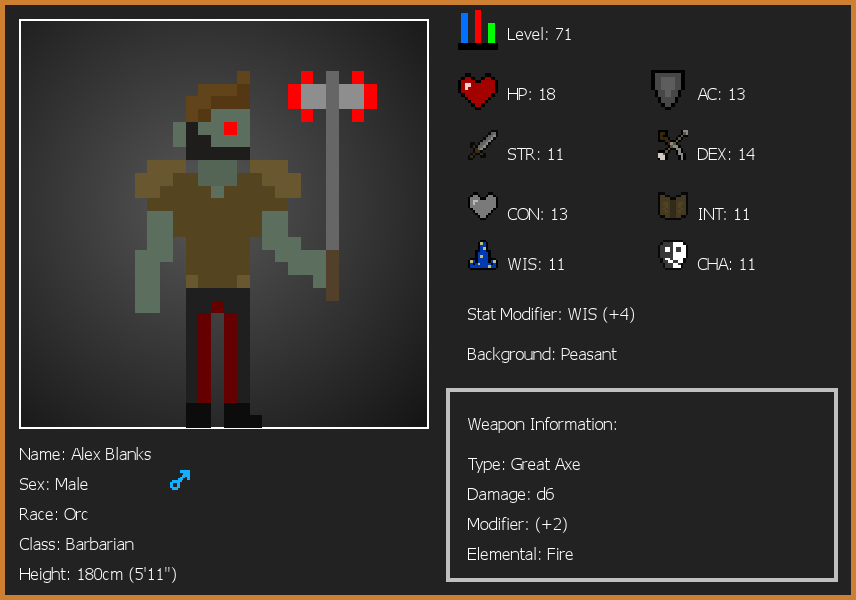 Level: 71
HP: 18
AC: 13
STR: 11
DEX: 14
CON: 13
INT: 11
WIS: 11
CHA: 11
Stat Modifier: WIS (+4)
Background: Peasant
Weapon Information:
Type: Great Axe
Damage: d6
Modifier: (+2)
Elemental: Fire
Name: Alex Blanks
Sex: Male
Race: Orc
Class: Barbarian
Height: 180cm (5'11")